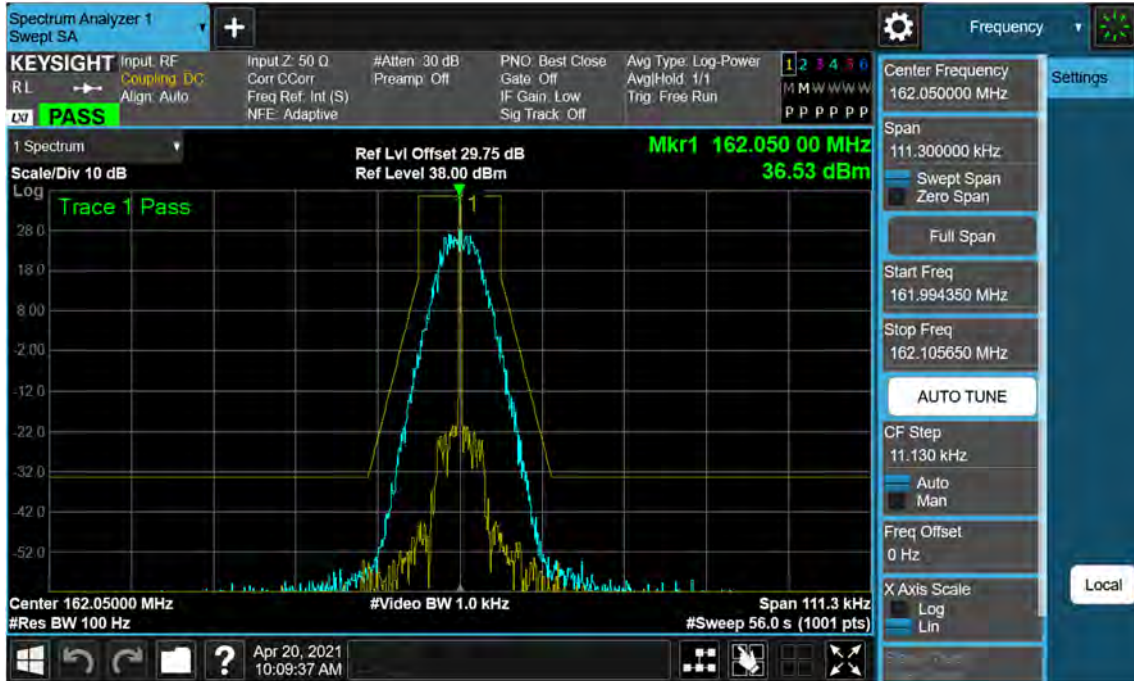 Spectrum Analyzer 1
Swept SA
Frequency
KEYSIGHT
Input: RF
Coupling: DC
Align: Auto
Input Z: 50 Ω
Corr CCorr
Freq Ref: Int (S)
NFE: Adaptive
#Atten: 30 dB
Preamp: Off
PNO: Best Close
Gate: Off
IF Gain: Low
Sig Track: Off
Avg Type: Log-Power
Avg|Hold: 1/1
Trig: Free Run
1 2 3 4 5 6
M M W W W W
P P P P P P
R L
LXI
PASS
1 Spectrum
Scale/Div 10 dB
Ref Lvl Offset 29.75 dB
Ref Level 38.00 dBm
Mkr1 162.050 00 MHz
36.53 dBm
Log
Trace 1 Pass
1
28.0
18.0
8.00
-2.00
-12.0
-22.0
-32.0
-42.0
-52.0
Center 162.05000 MHz
#Video BW 1.0 kHz
Span 111.3 kHz
#Res BW 100 Hz
#Sweep 56.0 s (1001 pts)
?
Apr 20, 2021
10:09:37 AM
Center Frequency
162.050000 MHz
Settings
Span
111.300000 kHz
Swept Span
Zero Span
Full Span
Start Freq
161.994350 MHz
Stop Freq
162.105650 MHz
AUTO TUNE
CF Step
11.130 kHz
Auto
Man
Freq Offset
0 Hz
X Axis Scale
Log
Lin
Local